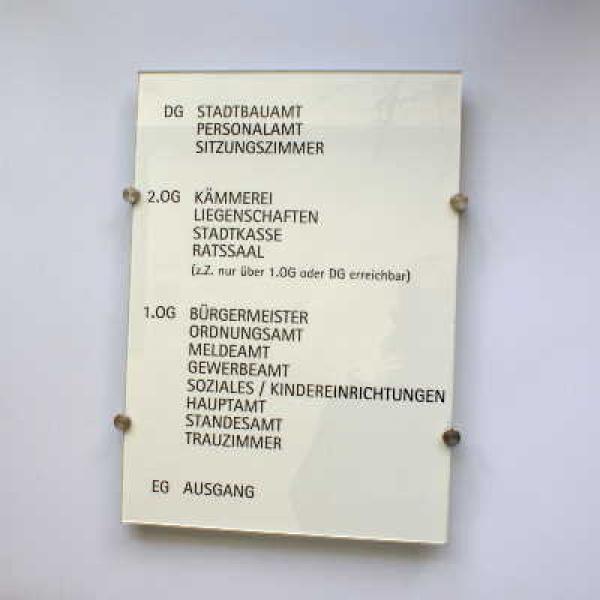 DG STADTBAUAMT
PERSONALAMT
SITZUNGSZIMMER
2.OG KÄMMEREI
LIEGENSCHAFTEN
STADTKASSE
RATSSAAL
(z.Z. nur über 1.OG oder DG erreichbar)
1.OG BÜRGERMEISTER
ORDNUNGSAMT
MELDEAMT
GEWERBEAMT
SOZIALES / KINDEREINRICHTUNGEN
HAUPTAMT
STANDESAMT
TRAUZIMMER
EG AUSGANG